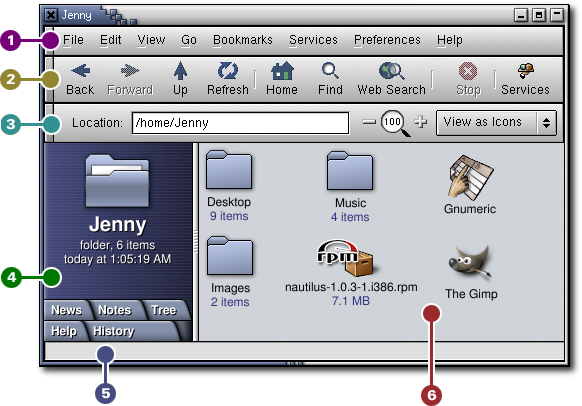 Jenny
1 File Edit View Go Bookmarks Services Preferences Help
2 Back Forward Up Refresh Home Find Web Search Stop Services
3 Location: /home/Jenny 100 View as Icons
Jenny
folder, 6 items
today at 1:05:19 AM
4
News Notes Tree
Help History
Desktop
9 items
Music
4 items
Gnumeric
Images
2 items
rpm
nautilus-1.0.3-1.i386.rpm
7.1 MB
The Gimp
5
6